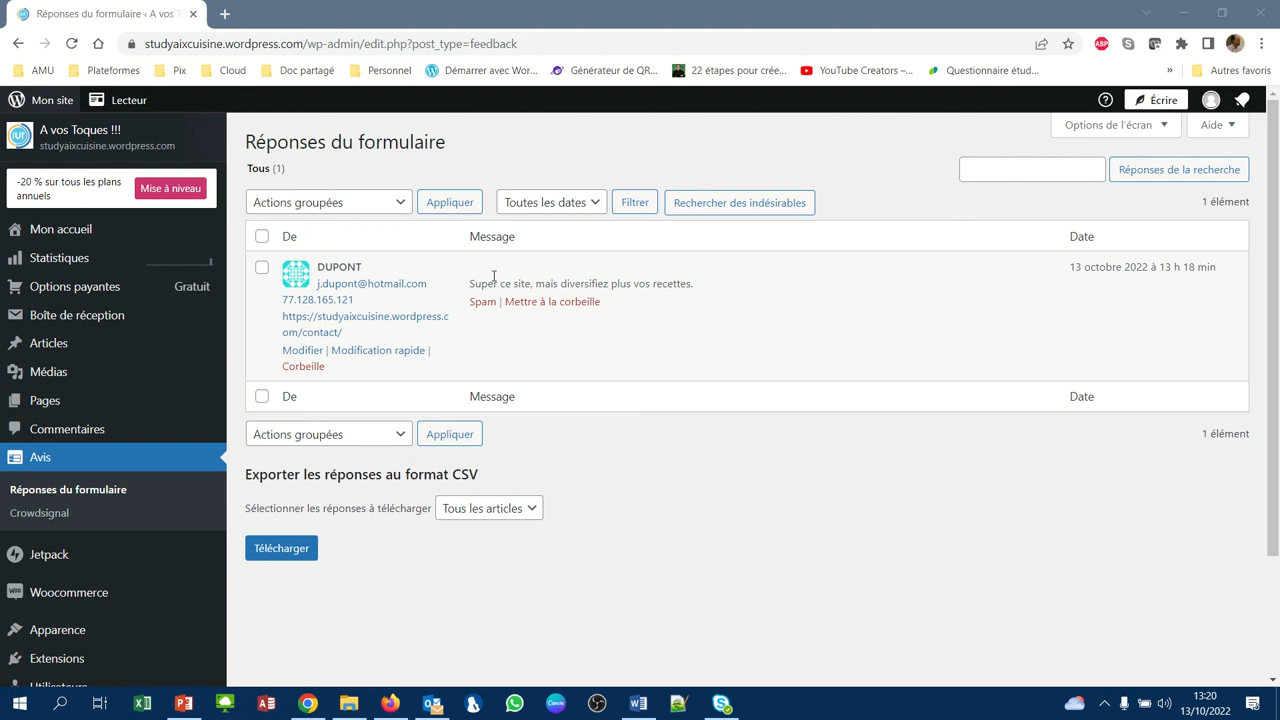 Réponses du formulaire ‹ A vos T
studyaixcuisine.wordpress.com/wp-admin/edit.php?post_type=feedback
ABP
AMU
Plateformes
Pix
Cloud
Doc partagé
Personnel
Démarrer avec Wor...
Générateur de QR...
22 étapes pour crée...
YouTube Creators –...
Questionnaire étud...
»
Autres favoris
Mon site
Lecteur
Écrire
A vos Toques !!!
studyaixcuisine.wordpress.com
-20 % sur tous les plans
annuels
Mise à niveau
Mon accueil
Statistiques
Options payantes
Gratuit
Boîte de réception
Articles
Médias
Pages
Commentaires
Avis
Réponses du formulaire
Crowdsignal
Jetpack
Woocommerce
Apparence
Extensions
Utilisateurs
Options de l'écran
Aide
Réponses du formulaire
Tous (1)
Réponses de la recherche
Actions groupées
Appliquer
Toutes les dates
Filtrer
Rechercher des indésirables
1 élément
De
Message
Date
DUPONT
j.dupont@hotmail.com
77.128.165.121
https://studyaixcuisine.wordpress.c
om/contact/
Modifier | Modification rapide |
Corbeille
Super ce site, mais diversifiez plus vos recettes.
Spam | Mettre à la corbeille
13 octobre 2022 à 13 h 18 min
De
Message
Date
Actions groupées
Appliquer
1 élément
Exporter les réponses au format CSV
Sélectionner les réponses à télécharger
Tous les articles
Télécharger
13:20
13/10/2022